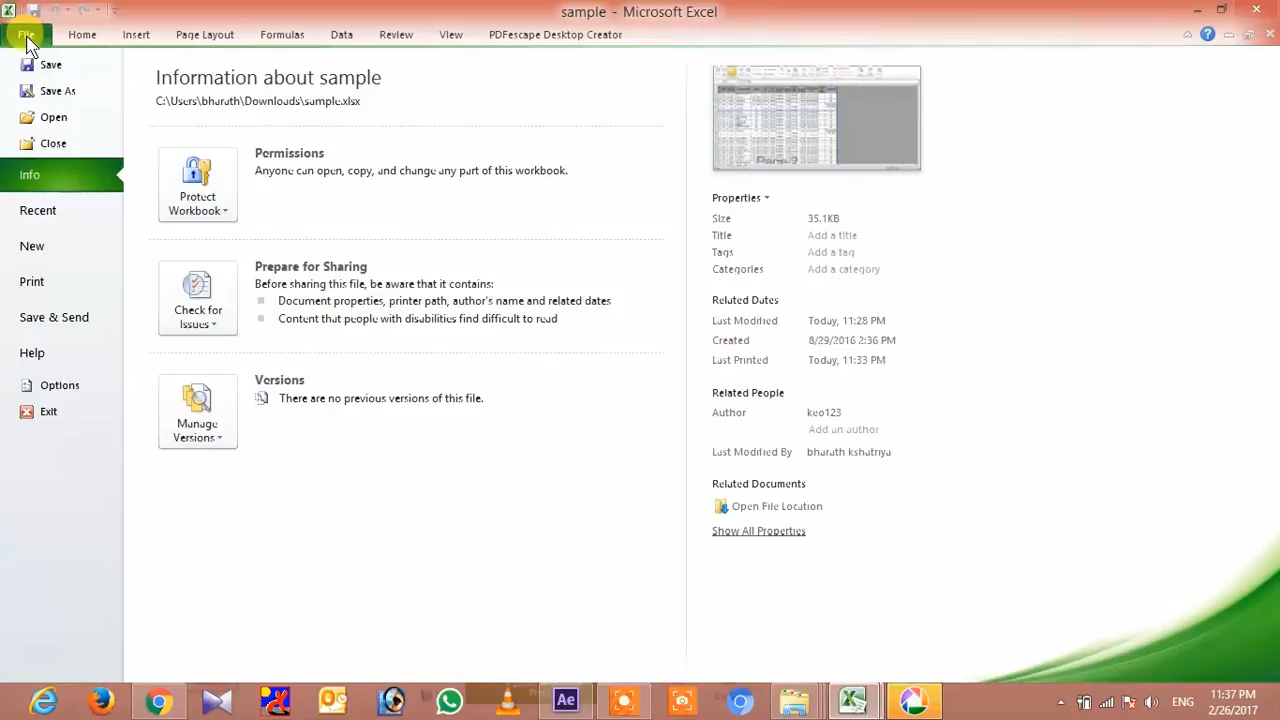 sample - Microsoft Excel
File Home Insert Page Layout Formulas Data Review View PDFescape Desktop Creator
Save
Save As
Open
Close
Info
Recent
New
Print
Save & Send
Help
Options
Exit
Information about sample
C:\Users\bharath\Downloads\sample.xlsx
Protect
Workbook
Permissions
Anyone can open, copy, and change any part of this workbook.
Check for
Issues
Prepare for Sharing
Before sharing this file, be aware that it contains:
Document properties, printer path, author's name and related dates
Content that people with disabilities find difficult to read
Manage
Versions
Versions
There are no previous versions of this file.
Page 2
Properties
Size 35.1KB
Title Add a title
Tags Add a tag
Categories Add a category
Related Dates
Last Modified Today, 11:28 PM
Created 8/29/2016 2:36 PM
Last Printed Today, 11:33 PM
Related People
Author keo123
Add an author
Last Modified By bharath kshatriya
Related Documents
Open File Location
Show All Properties
Ae
ENG
11:37 PM
2/26/2017